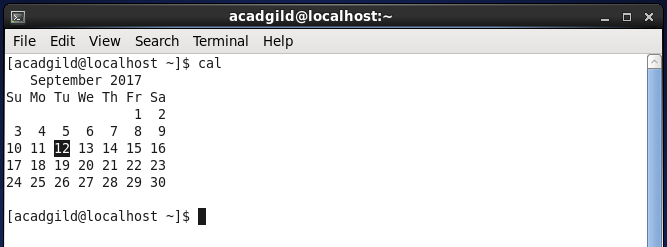 acadgild@localhost:~
File Edit View Search Terminal Help
[acadgild@localhost ~]$ cal
   September 2017
Su Mo Tu We Th Fr Sa
                1  2
 3  4  5  6  7  8  9
10 11 12 13 14 15 16
17 18 19 20 21 22 23
24 25 26 27 28 29 30
[acadgild@localhost ~]$